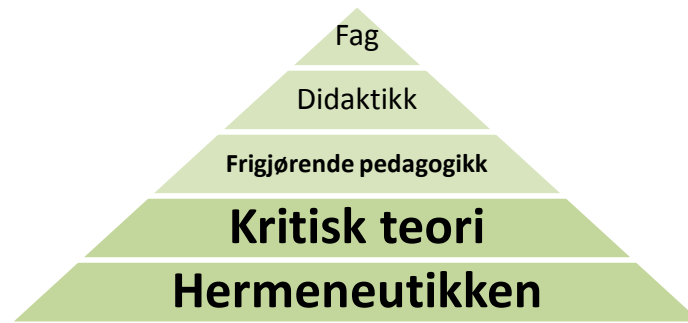 Fag
Didaktikk
Frigjørende pedagogikk
Kritisk teori
Hermeneutikken